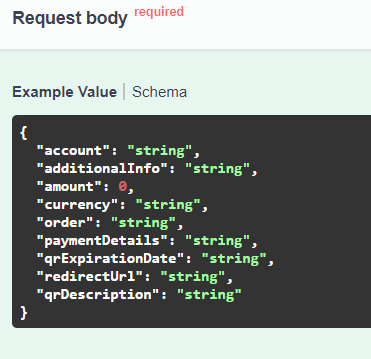 Request body required
Example Value | Schema
{
  "account": "string",
  "additionalInfo": "string",
  "amount": 0,
  "currency": "string",
  "order": "string",
  "paymentDetails": "string",
  "qrExpirationDate": "string",
  "redirectUrl": "string",
  "qrDescription": "string"
}